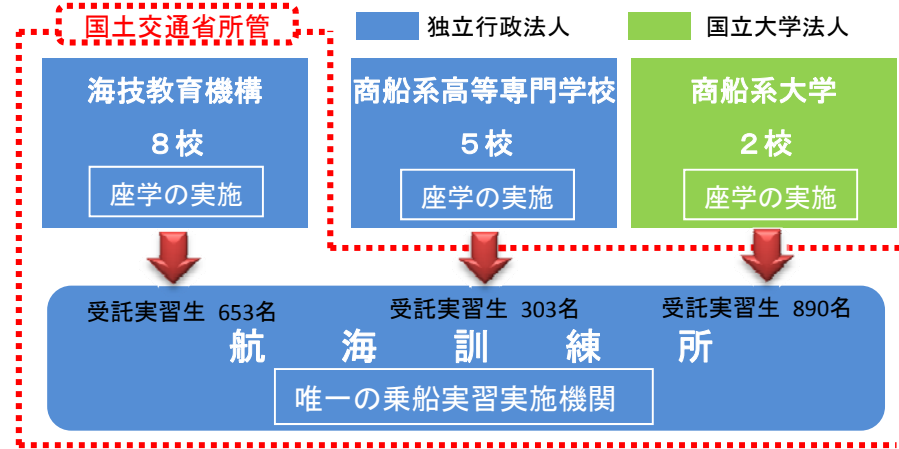 国土交通省所管
独立行政法人
国立大学法人
海技教育機構
8校
座学の実施
商船系高等専門学校
5校
座学の実施
商船系大学
2校
座学の実施
受託実習生 653名
受託実習生 303名
受託実習生 890名
航海訓練所
唯一の乗船実習実施機関